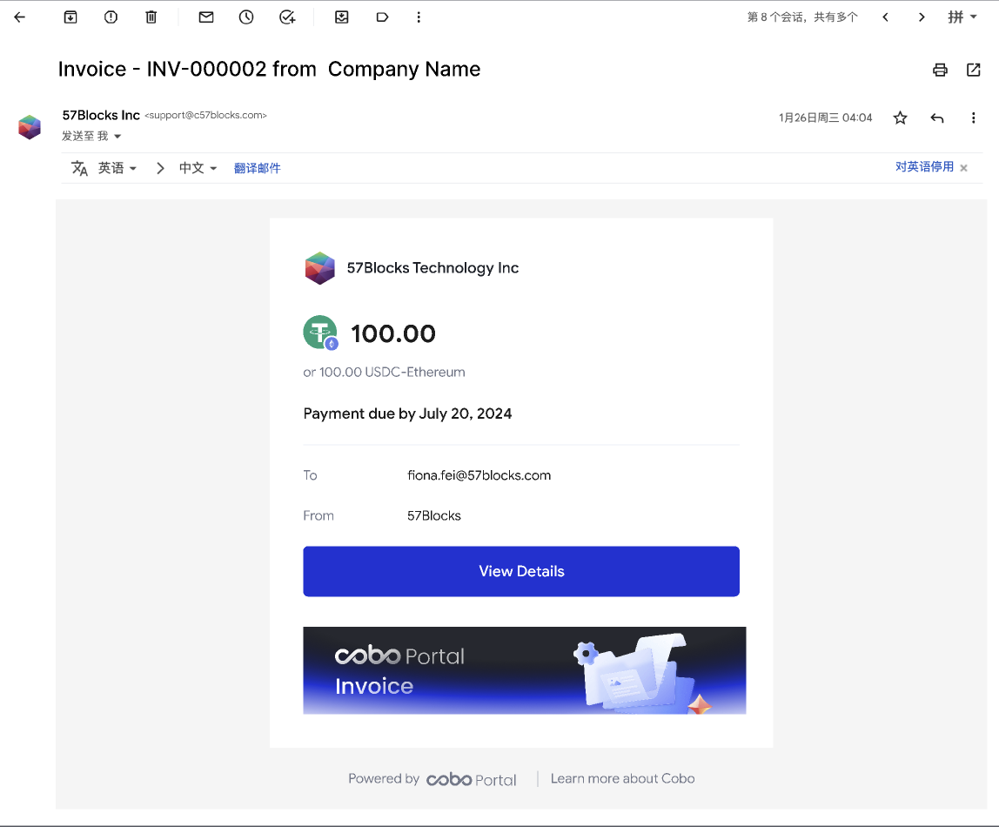 第 8 个会话，共有多个
拼
Invoice - INV-000002 from  Company Name
57Blocks Inc <support@c57blocks.com>
1月26日周三 04:04
发送至 我
英语
中文
翻译邮件
对英语停用
57Blocks Technology Inc
100.00
or 100.00 USDC-Ethereum
Payment due by July 20, 2024
To fiona.fei@57blocks.com
From 57Blocks
View Details
cobo Portal
Invoice
Powered by cobo Portal
Learn more about Cobo